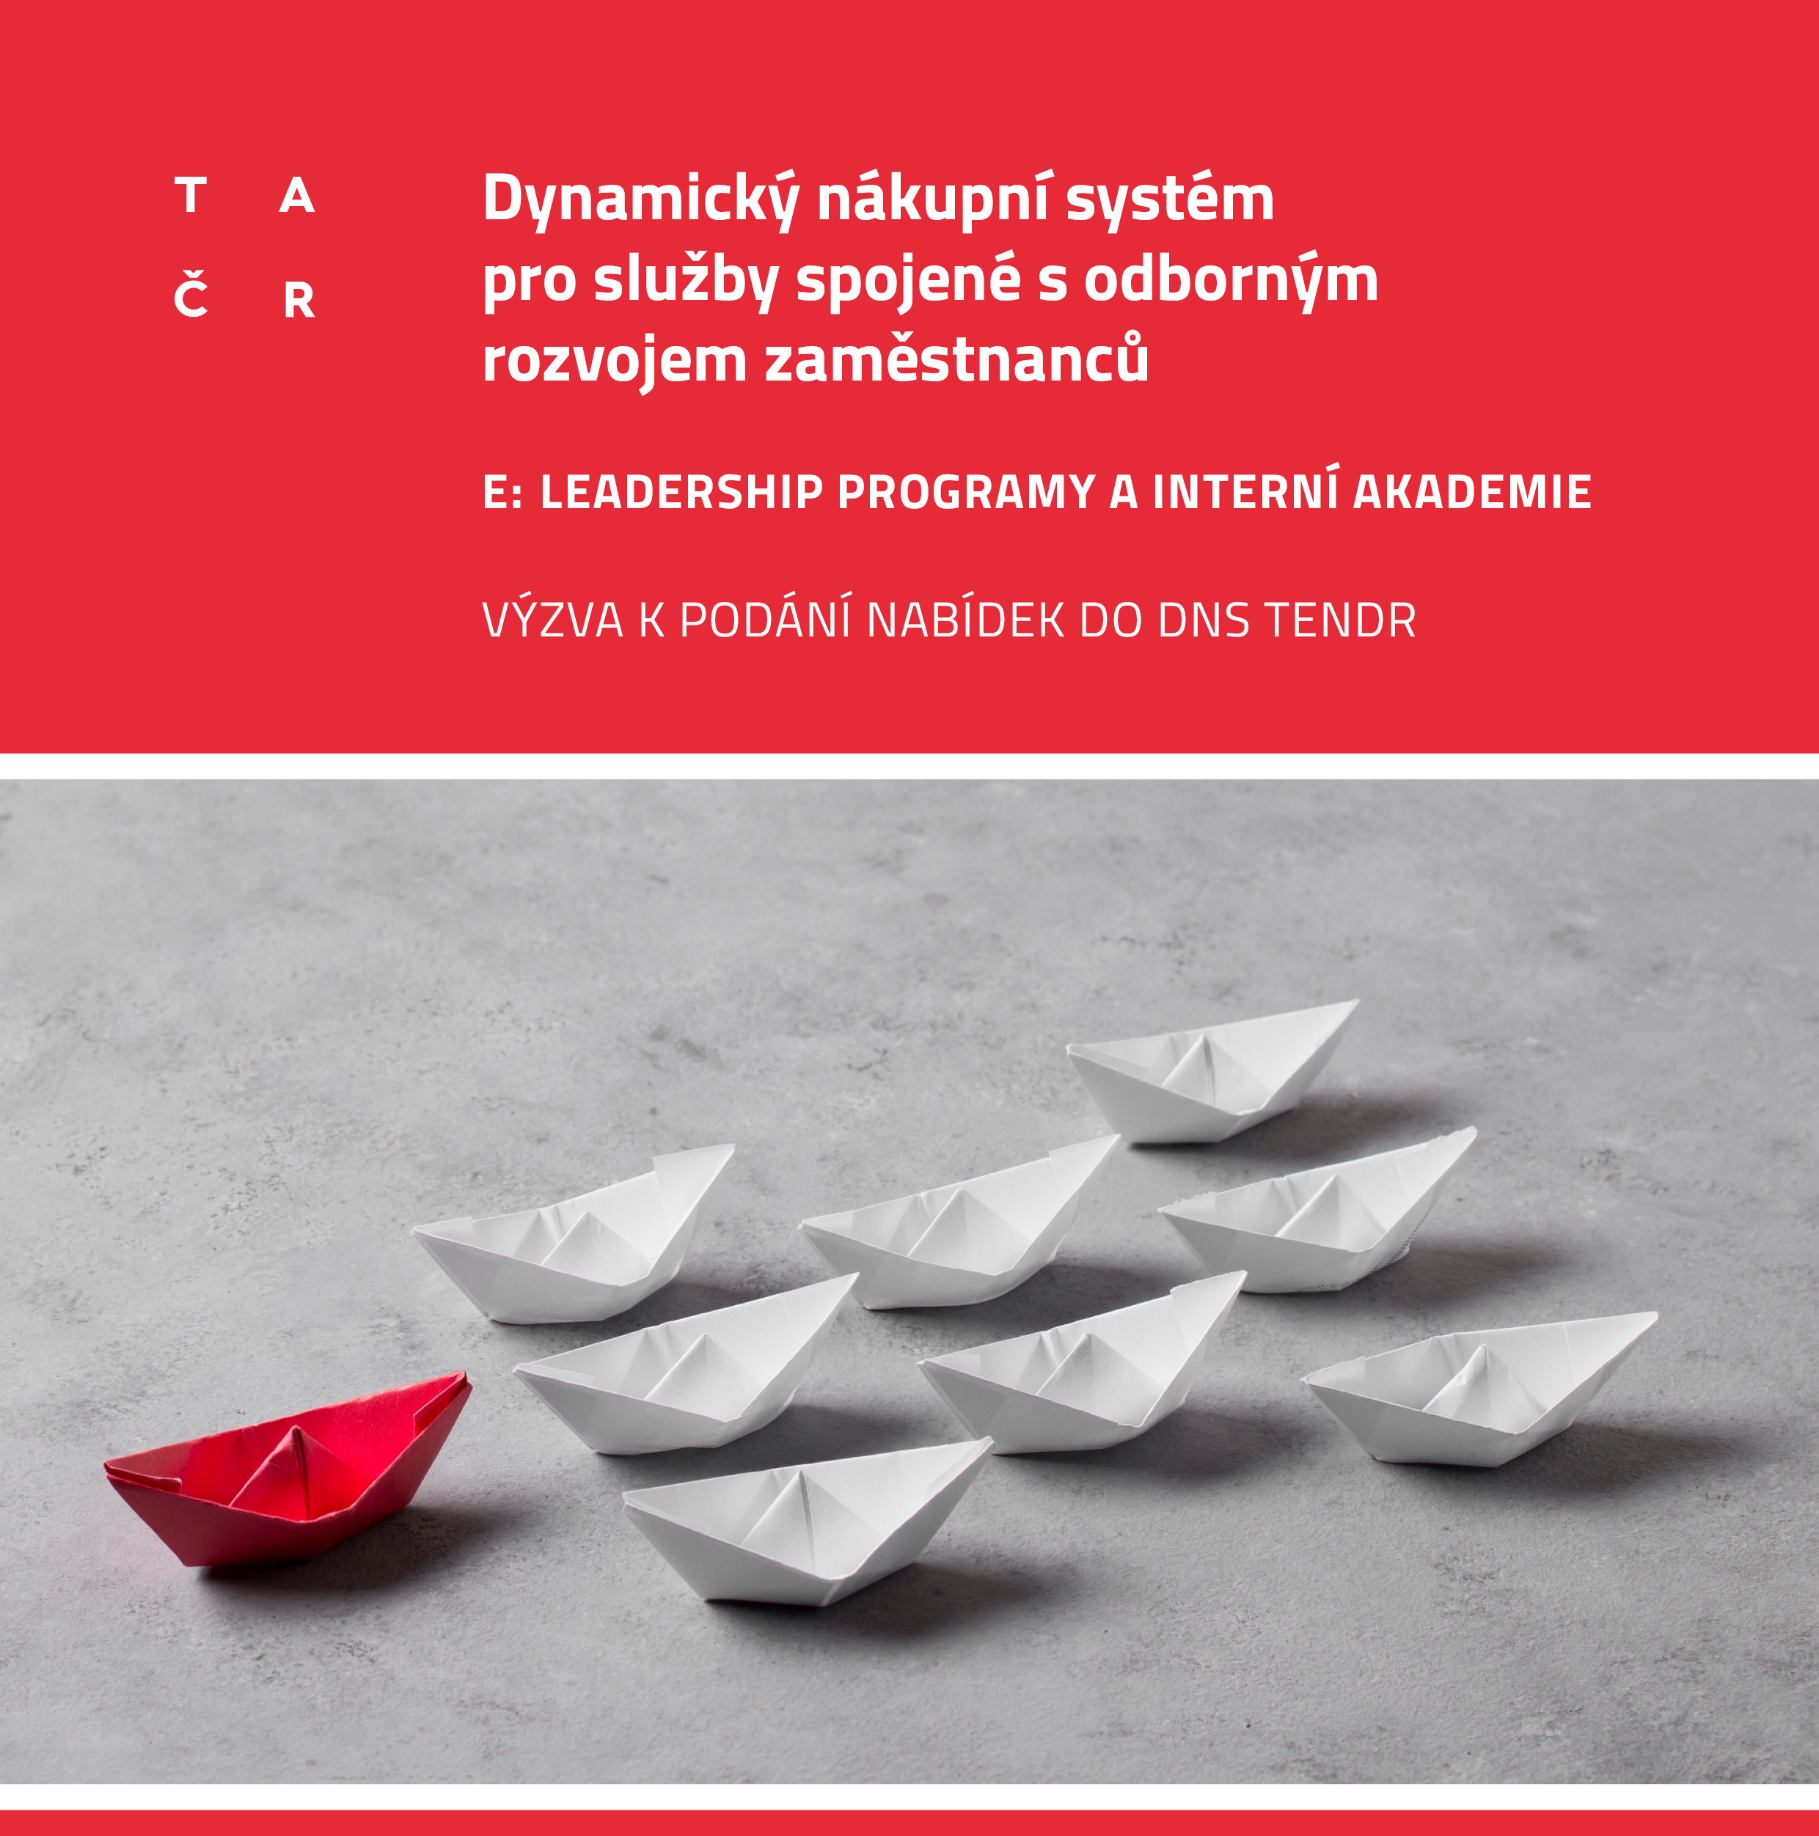 T A
Č R
Dynamický nákupní systém
pro služby spojené s odborným
rozvojem zaměstnanců
E: LEADERSHIP PROGRAMY A INTERNÍ AKADEMIE
VÝZVA K PODÁNÍ NABÍDEK DO DNS TENDR